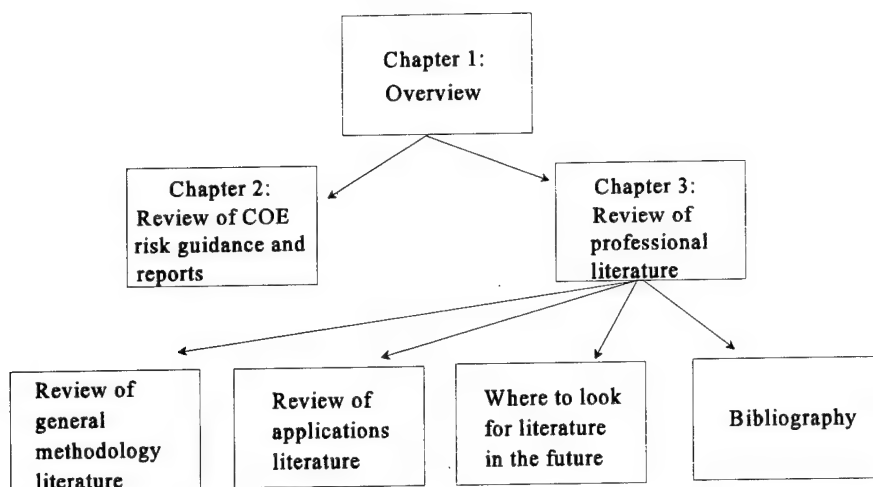 Chapter 1:
Overview
Chapter 2:
Review of COE
risk guidance and
reports
Chapter 3:
Review of
professional
literature
Review of
general
methodology
literature
Review of
applications
literature
Where to look
for literature
in the future
Bibliography